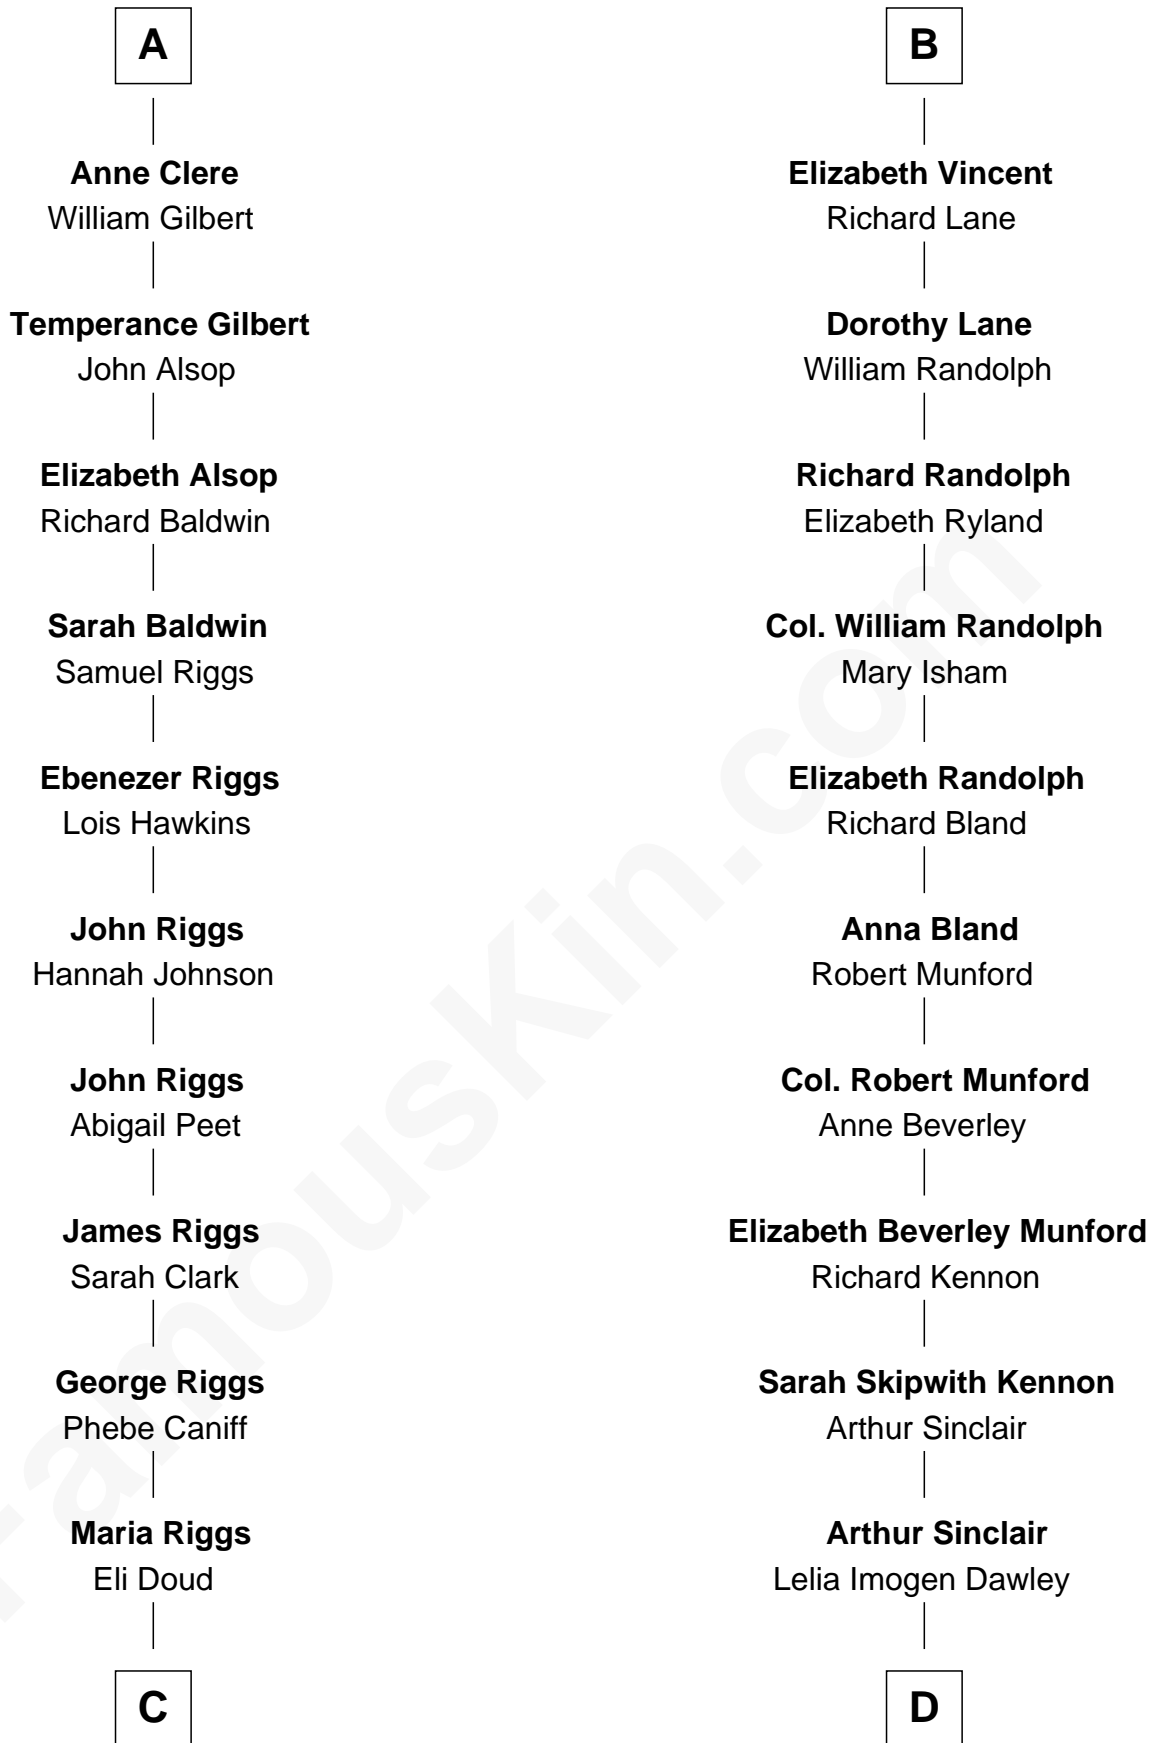 A
Anne Clere
William Gilbert
Temperance Gilbert
John Alsop
Elizabeth Alsop
Richard Baldwin
Sarah Baldwin
Samuel Riggs
Ebenezer Riggs
Lois Hawkins
John Riggs
Hannah Johnson
John Riggs
Abigail Peet
James Riggs
Sarah Clark
George Riggs
Phebe Caniff
Maria Riggs
Eli Doud
C
B
Elizabeth Vincent
Richard Lane
Dorothy Lane
William Randolph
Richard Randolph
Elizabeth Ryland
Col. William Randolph
Mary Isham
Elizabeth Randolph
Richard Bland
Anna Bland
Robert Munford
Col. Robert Munford
Anne Beverley
Elizabeth Beverley Munford
Richard Kennon
Sarah Skipwith Kennon
Arthur Sinclair
Arthur Sinclair
Lelia Imogen Dawley
D
FamousKin.com